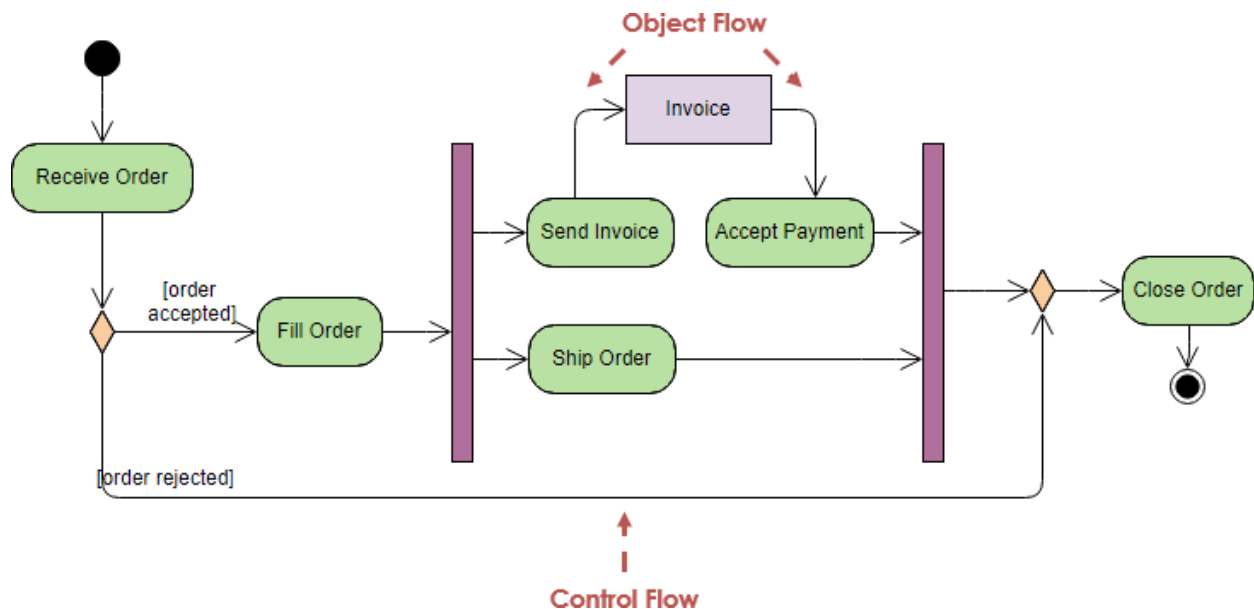 Object Flow
Invoice
Receive Order
Send Invoice
Accept Payment
[order
accepted]
Fill Order
Ship Order
Close Order
[order rejected]
Control Flow